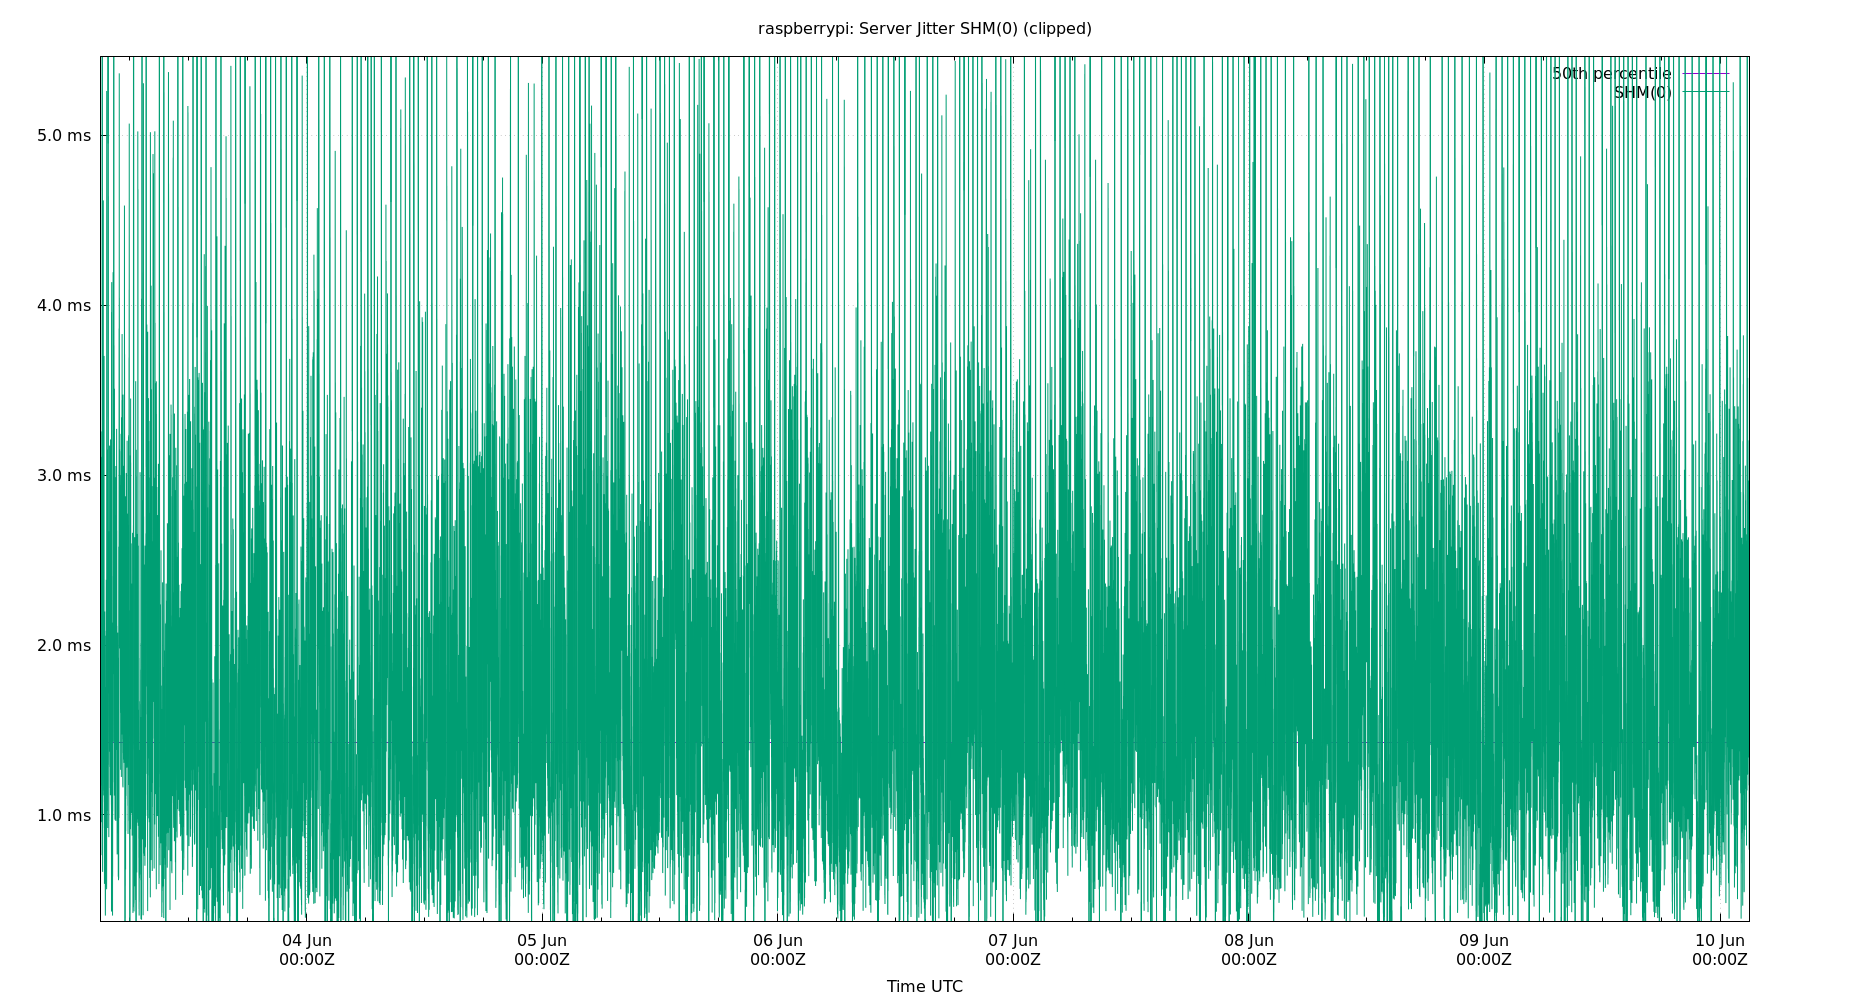 raspberrypi: Server Jitter SHM(0) (clipped)
50th percentile
SHM(0)
5.0 ms
4.0 ms
3.0 ms
2.0 ms
1.0 ms
04 Jun 05 Jun 06 Jun 07 Jun 08 Jun 09 Jun 10 Jun
00:00Z 00:00Z 00:00Z 00:00Z 00:00Z 00:00Z 00:00Z
Time UTC